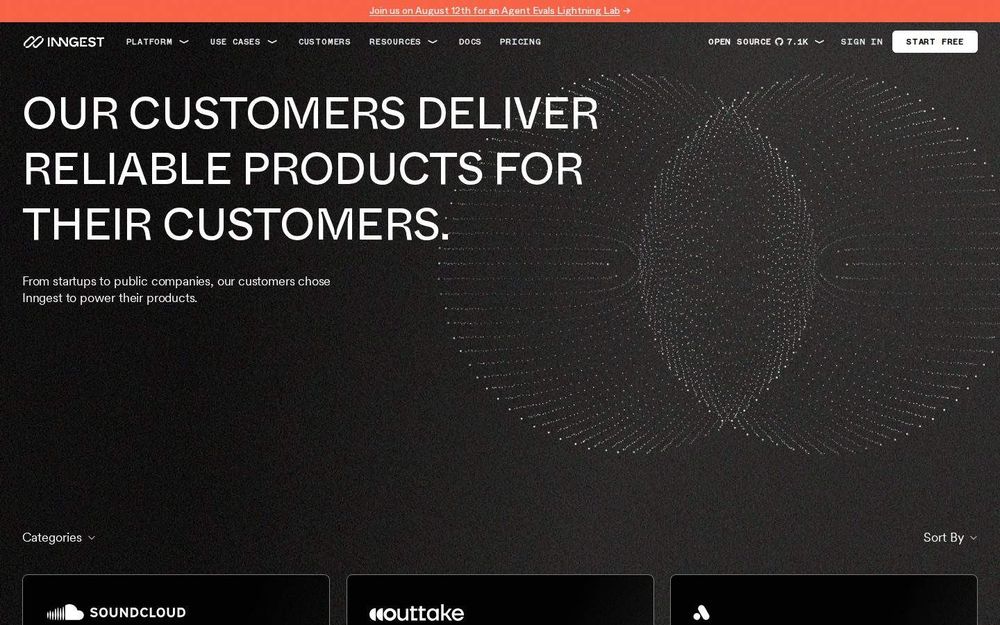 Join us on August 12th for an Agent Evals Lightning Lab →
INNGEST
PLATFORM
USE CASES
CUSTOMERS
RESOURCES
DOCS
PRICING
OPEN SOURCE 7.1K
SIGN IN
START FREE
OUR CUSTOMERS DELIVER
RELIABLE PRODUCTS FOR
THEIR CUSTOMERS.
From startups to public companies, our customers chose
Inngest to power their products.
Categories
Sort By
SOUNDCLOUD
outtake